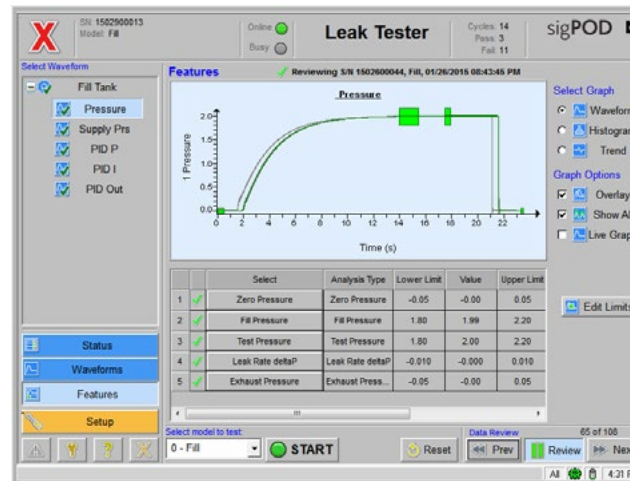 SN: 1502900013
Model: Fill
Online
Busy
Leak Tester
Cycles: 14
Pass: 3
Fail: 11
sigPOD
Select Waveform
Fill Tank
Pressure
Supply Prs
PID P
PID I
PID Out
Features
Reviewing S/N 1502600044, Fill, 01/26/2015 08:43:45 PM
Pressure
1 Pressure
2.0
1.5
1.0
0.5
0.0
0 2 4 6 8 10 12 14 16 18 20 22 24
Time (s)
Select Graph
Waveform
Histogram
Trend
Graph Options
Overlay
Show Al
Live Grap
Edit Limits
Select Analysis Type Lower Limit Value Upper Limit
1 Zero Pressure Zero Pressure -0.05 -0.00 0.05
2 Fill Pressure Fill Pressure 1.80 1.99 2.20
3 Test Pressure Test Pressure 1.80 2.00 2.20
4 Leak Rate deltaP Leak Rate deltaP -0.010 -0.000 0.010
5 Exhaust Pressure Exhaust Press... -0.05 -0.00 0.05
Status
Waveforms
Features
Setup
Select model to test:
0 - Fill
START
Reset
Data Review
65 of 108
Prev
Review
Nex
All
4:31 P